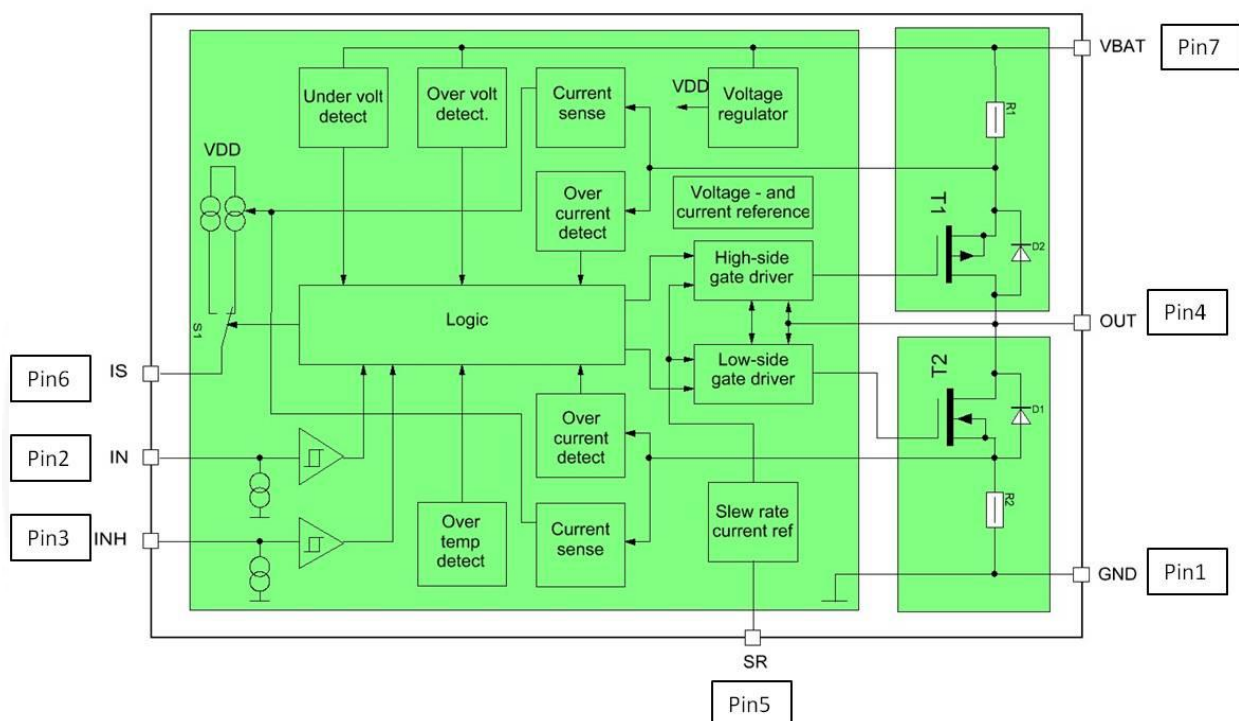 VBAT
Pin7
Under volt
detect
Over volt
detect.
Current
sense
VDD
Voltage
regulator
R1
VDD
Over
current
detect
Voltage - and
current reference
T1
D2
High-side
gate driver
Logic
OUT
Pin4
S1
Low-side
gate driver
T2
D1
Pin6
IS
Pin2
IN
Over
current
detect
R2
Pin3
INH
Over
temp
detect
Current
sense
Slew rate
current ref
GND
Pin1
SR
Pin5